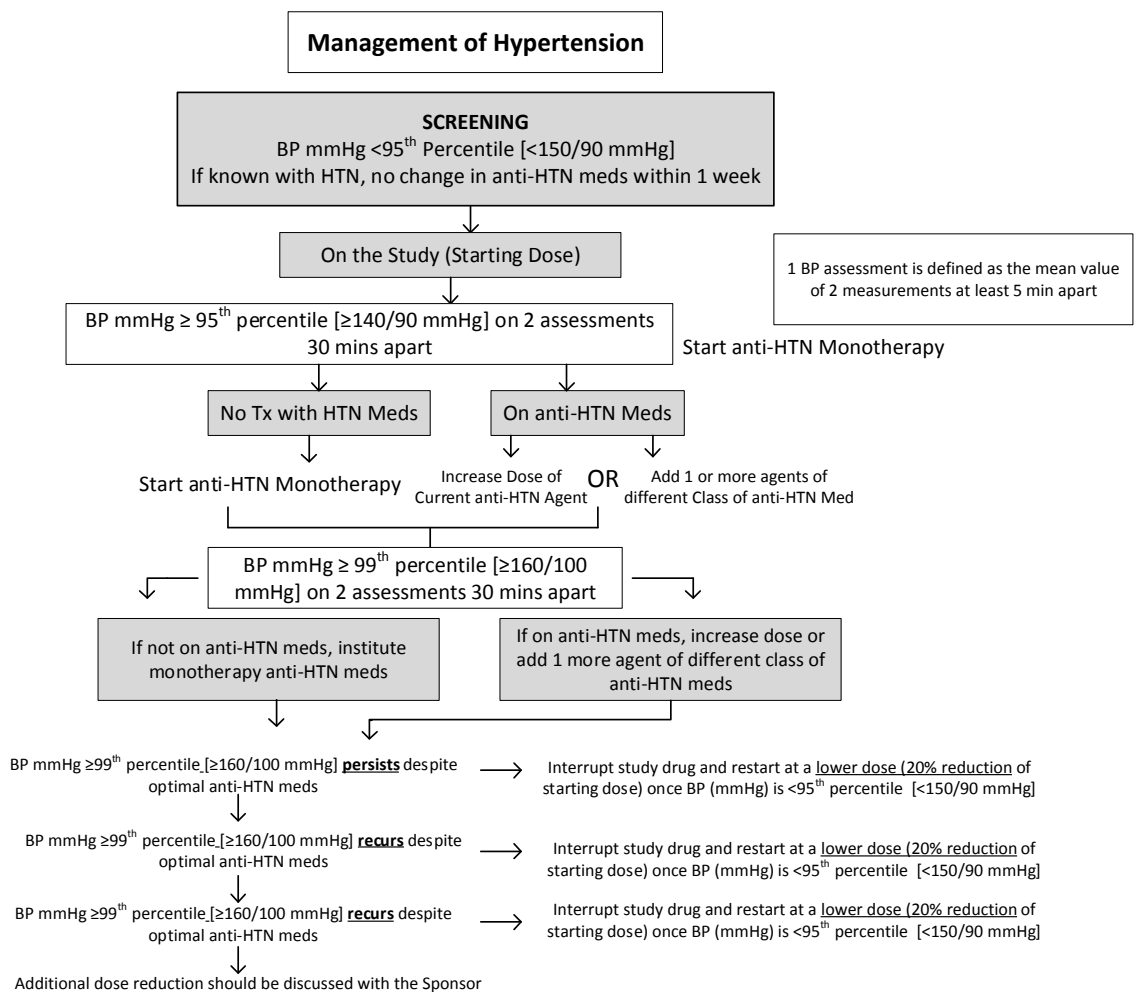 Management of Hypertension
SCREENING
BP mmHg <95th Percentile [<150/90 mmHg]
If known with HTN, no change in anti-HTN meds within 1 week
On the Study (Starting Dose)
1 BP assessment is defined as the mean value
of 2 measurements at least 5 min apart
BP mmHg ≥ 95th percentile [≥140/90 mmHg] on 2 assessments
30 mins apart
Start anti-HTN Monotherapy
No Tx with HTN Meds
On anti-HTN Meds
Start anti-HTN Monotherapy
Increase Dose of
Current anti-HTN Agent
OR
Add 1 or more agents of
different Class of anti-HTN Med
BP mmHg ≥ 99th percentile [≥160/100
mmHg] on 2 assessments 30 mins apart
If not on anti-HTN meds, institute
monotherapy anti-HTN
meds
If on anti-HTN meds, increase dose or
add 1 more agent of different class of
anti-HTN meds
BP mmHg ≥99th percentile [≥160/100 mmHg] persists despite
optimal anti-HTN meds
Interrupt study drug and restart at a lower dose (20% reduction of
starting dose) once BP (mmHg) is <95th percentile [<150/90 mmHg]
BP mmHg ≥99th percentile [≥160/100 mmHg] recurs despite
optimal anti-HTN meds
Interrupt study drug and restart at a lower dose (20% reduction of
starting dose) once BP (mmHg) is <95th percentile [<150/90 mmHg]
BP mmHg ≥99th percentile [≥160/100 mmHg] recurs despite
optimal anti-HTN meds
Interrupt study drug and restart at a lower dose (20% reduction of
starting dose) once BP (mmHg) is <95th percentile [<150/90 mmHg]
Additional dose reduction should be discussed with the Sponsor